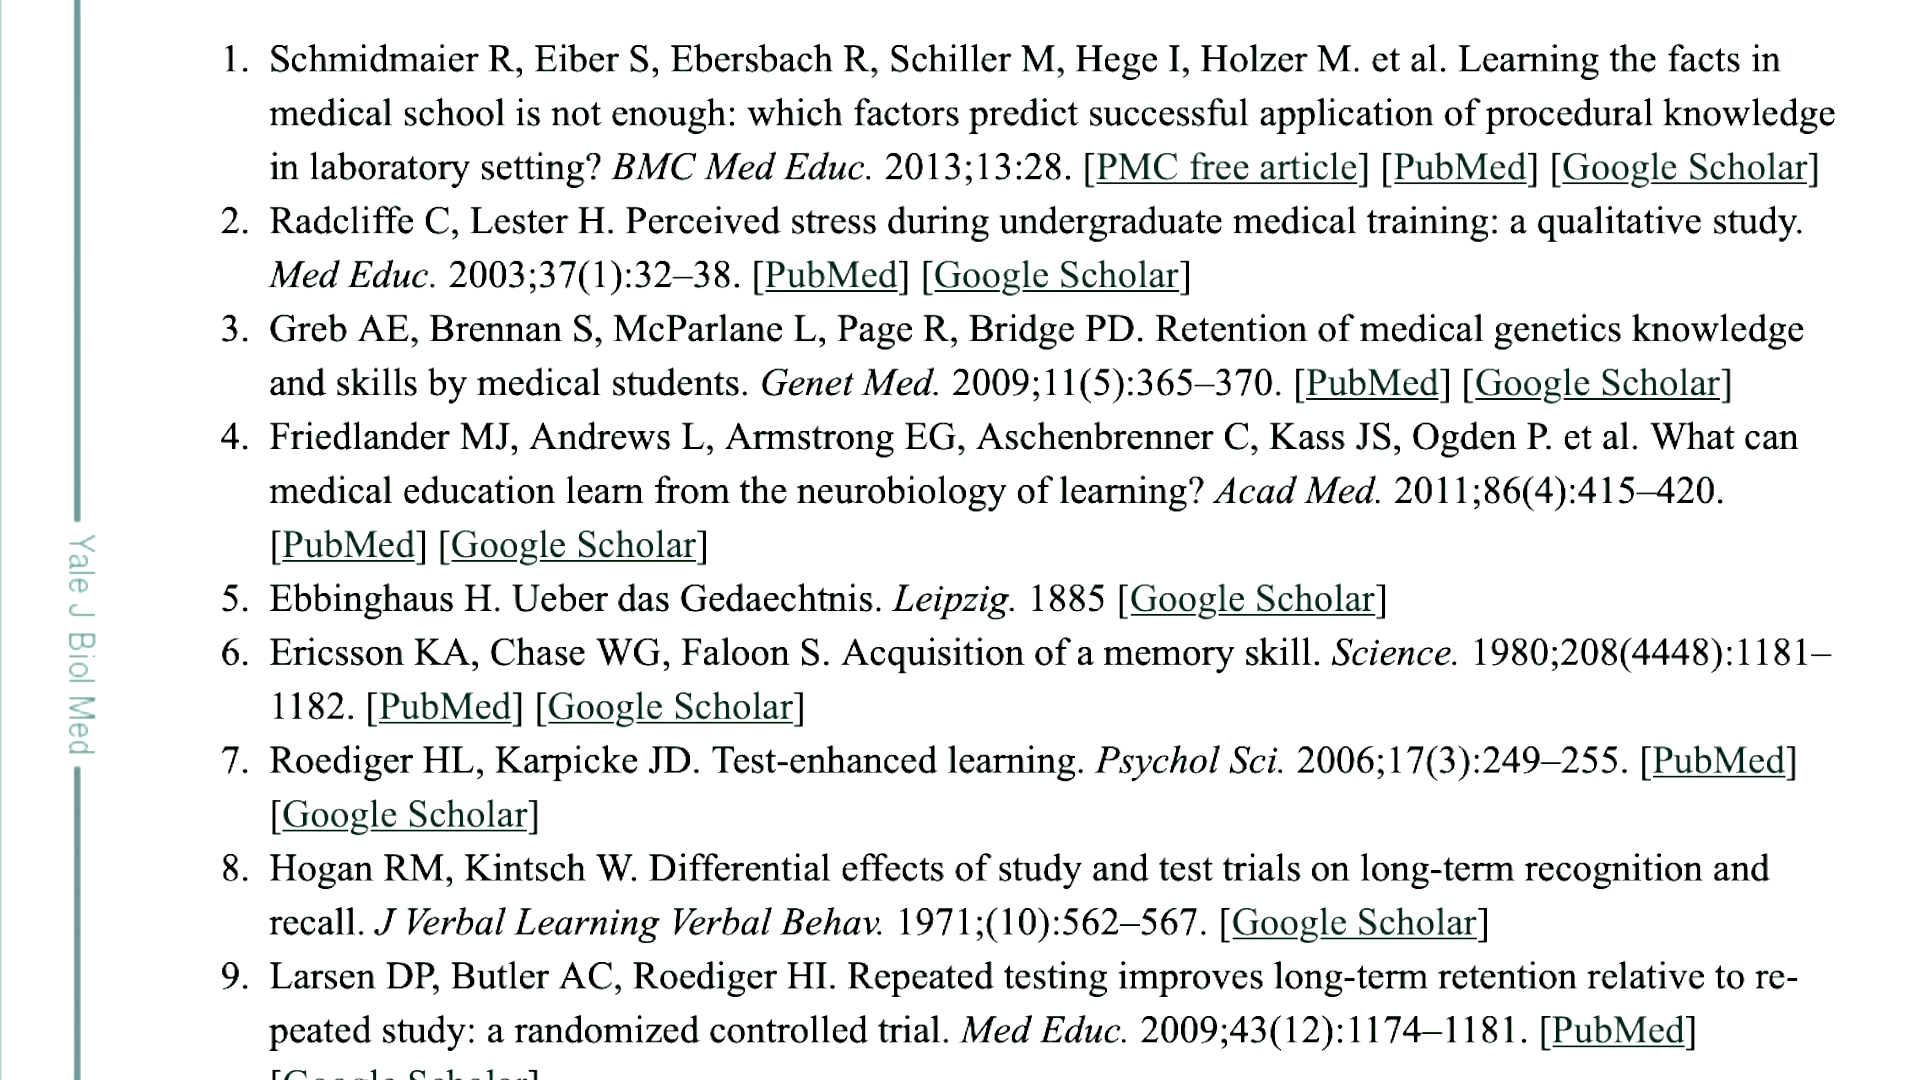 1. Schmidmaier R, Eiber S, Ebersbach R, Schiller M, Hege I, Holzer M. et al. Learning the facts in
medical school is not enough: which factors predict successful application of procedural knowledge
in laboratory setting? BMC Med Educ. 2013;13:28. [PMC free article] [PubMed] [Google Scholar]
2. Radcliffe C, Lester H. Perceived stress during undergraduate medical training: a qualitative study.
Med Educ. 2003;37(1):32–38. [PubMed] [Google Scholar]
3. Greb AE, Brennan S, McParlane L, Page R, Bridge PD. Retention of medical genetics knowledge
and skills by medical students. Genet Med. 2009;11(5):365–370. [PubMed] [Google Scholar]
4. Friedlander MJ, Andrews L, Armstrong EG, Aschenbrenner C, Kass JS, Ogden P. et al. What can
medical education learn from the neurobiology of learning? Acad Med. 2011;86(4):415–420.
[PubMed] [Google Scholar]
5. Ebbinghaus H. Ueber das Gedaechtnis. Leipzig. 1885 [Google Scholar]
6. Ericsson KA, Chase WG, Faloon S. Acquisition of a memory skill. Science. 1980;208(4448):1181–
1182. [PubMed] [Google Scholar]
7. Roediger HL, Karpicke JD. Test-enhanced learning. Psychol Sci. 2006;17(3):249–255. [PubMed]
[Google Scholar]
8. Hogan RM, Kintsch W. Differential effects of study and test trials on long-term recognition and
recall. J Verbal Learning Verbal Behav. 1971;(10):562–567. [Google Scholar]
9. Larsen DP, Butler AC, Roediger HI. Repeated testing improves long-term retention relative to re-
peated study: a randomized controlled trial. Med Educ. 2009;43(12):1174–1181. [PubMed]
[Google Scholar]
Yale J Biol Med